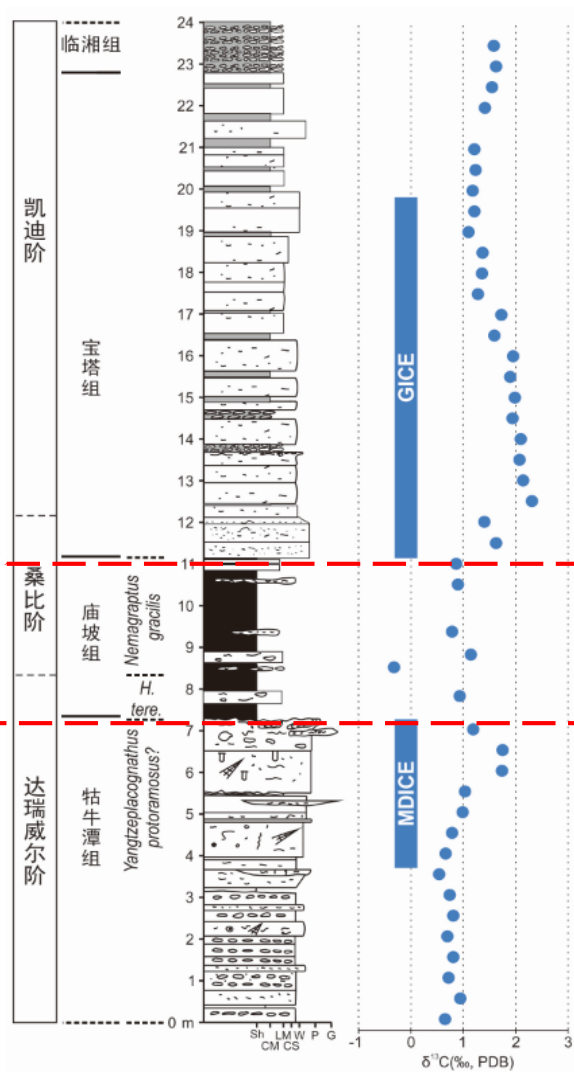 临湘组
凯迪阶
宝塔组
桑比阶
庙坡组
Nemagraptus
gracilis
H.
tere.
达瑞威尔阶
牯牛潭组
Yangtzeplacognathus
protoramosus?
24
23
22
21
20
19
18
17
16
15
14
13
12
11
10
9
8
7
6
5
4
3
2
1
0 m
Sh LM W P G
CM CS
GICE
MDICE
-1 0 1 2 3
δ¹³C(‰, PDB)